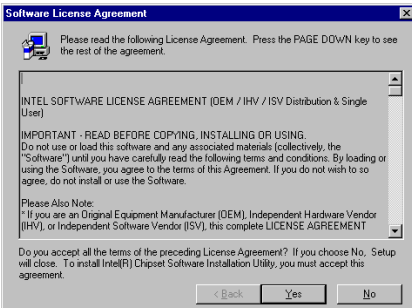 Software License Agreement
Please read the following License Agreement. Press the PAGE DOWN key to see
the rest of the agreement.
INTEL SOFTWARE LICENSE AGREEMENT (OEM / IHV / ISV Distribution & Single
User)
IMPORTANT - READ BEFORE COPYING, INSTALLING OR USING.
Do not use or load this software and any associated materials (collectively, the
"Software") until you have carefully read the following terms and conditions. By loading or
using the Software, you agree to the terms of this Agreement. If you do not wish to so
agree, do not install or use the Software.
Please Also Note:
* If you are an Original Equipment Manufacturer (OEM), Independent Hardware Vendor
(IHV), or Independent Software Vendor (ISV), this complete LICENSE AGREEMENT
Do you accept all the terms of the preceding License Agreement? If you choose No, Setup
will close. To install Intel(R) Chipset Software Installation Utility, you must accept this
agreement.
< Back
Yes
No